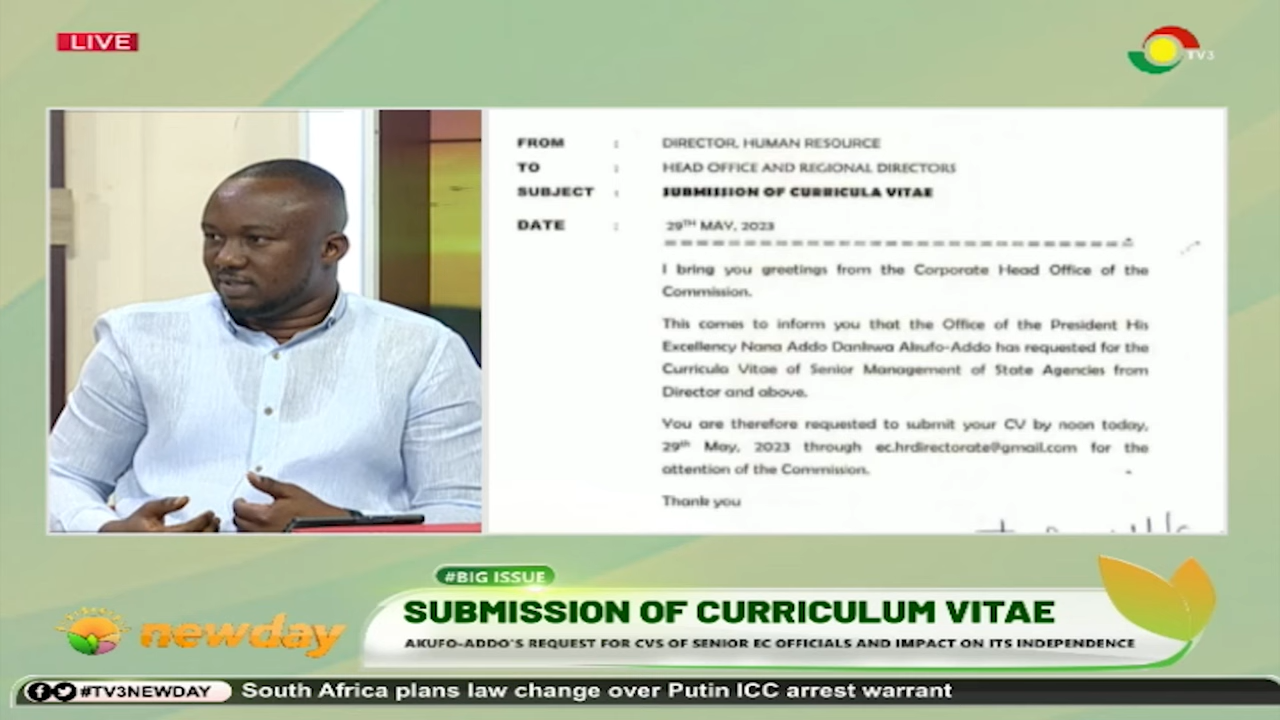 LIVE
TV3
FROM : DIRECTOR, HUMAN RESOURCE
TO : HEAD OFFICE AND REGIONAL DIRECTORS
SUBJECT : SUBMISSION OF CURRICULA VITAE
DATE : 29TH MAY, 2023
I bring you greetings from the Corporate Head Office of the
Commission.
This comes to inform you that the Office of the President His
Excellency Nana Addo Dankwa Akufo-Addo has requested for the
Curricula Vitae of Senior Management of State Agencies from
Director and above.
You are therefore requested to submit your CV by noon today,
29th May, 2023 through ec.hrdirectorate@gmail.com for the
attention of the Commission.
Thank you
#BIG ISSUE
newday
SUBMISSION OF CURRICULUM VITAE
AKUFO-ADDO'S REQUEST FOR CVS OF SENIOR EC OFFICIALS AND IMPACT ON ITS INDEPENDENCE
#TV3NEWDAY South Africa plans law change over Putin ICC arrest warrant